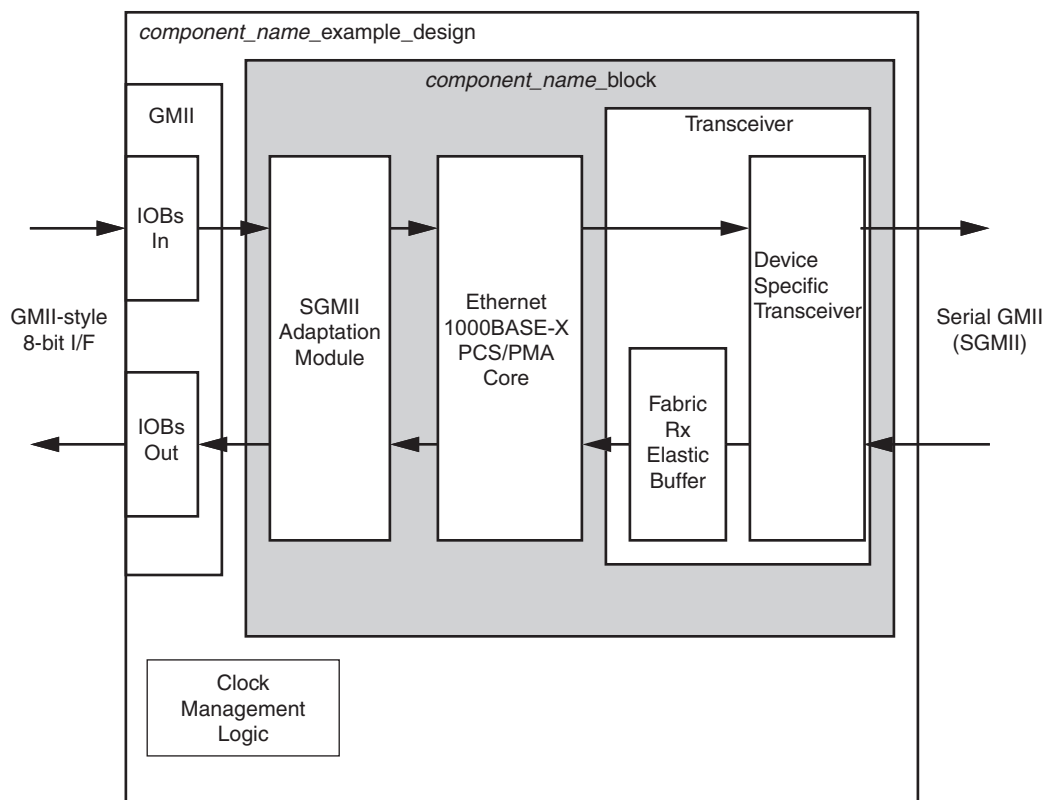 component_name_example_design
component_name_block
GMII
Transceiver
IOBs
In
SGMII
Adaptation
Module
Ethernet
1000BASE-X
PCS/PMA
Core
Device
Specific
Transceiver
GMII-style
8-bit I/F
Serial GMII
(SGMII)
IOBs
Out
Fabric
Rx
Elastic
Buffer
Clock
Management
Logic